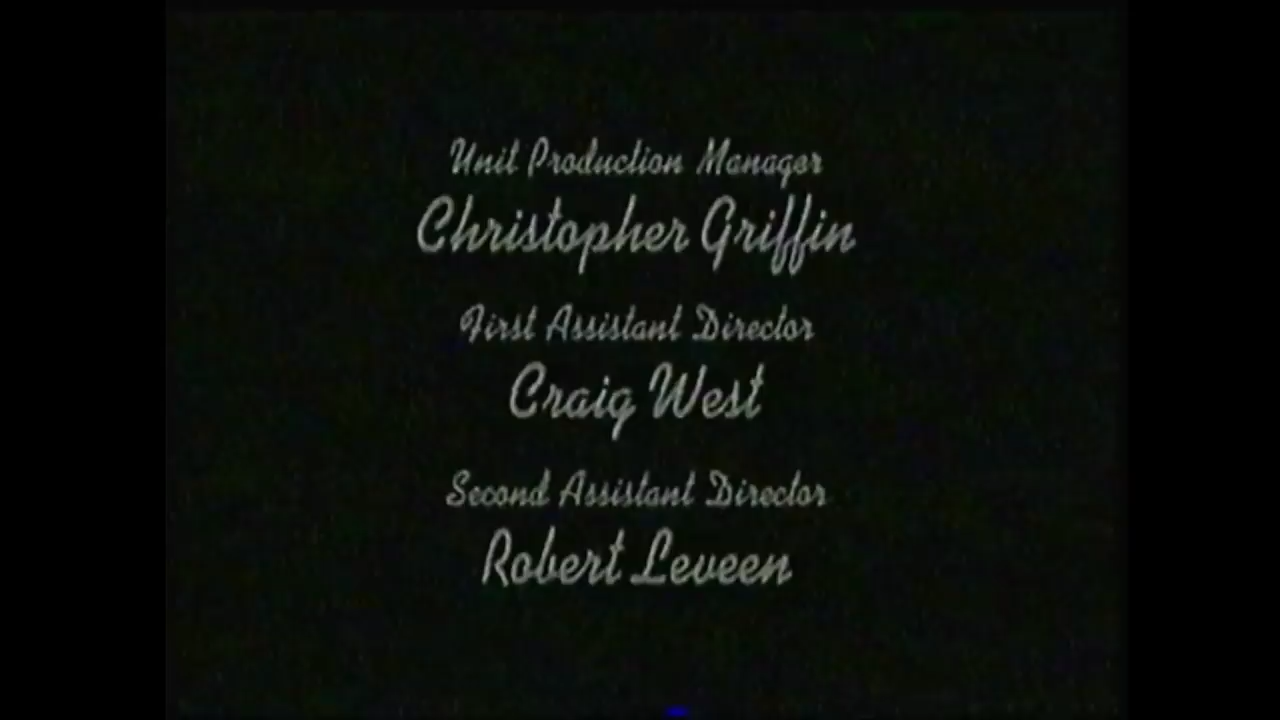 Unit Production Manager
Christopher Griffin
First Assistant Director
Craig West
Second Assistant Director
Robert Leveen